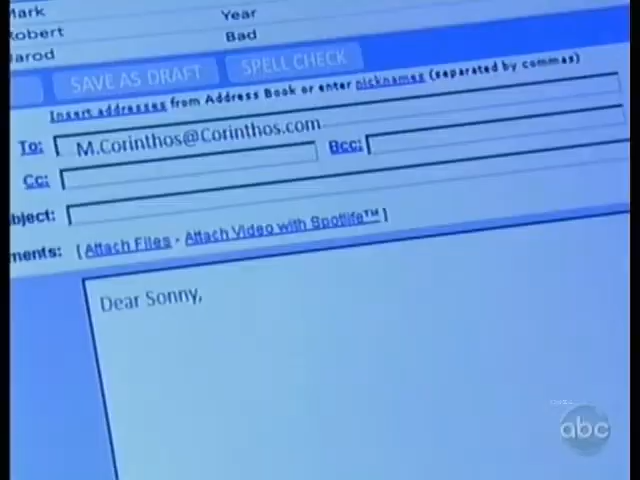 Mark
Robert Year
Jarod Bad
SAVE AS DRAFT SPELL CHECK
Insert addresses from Address Book or enter nicknames (separated by commas)
To: M.Corinthos@Corinthos.com
Cc: Bcc:
bject:
ments: [Attach Files - Attach Video with Spotlife™]
Dear Sonny,
abc